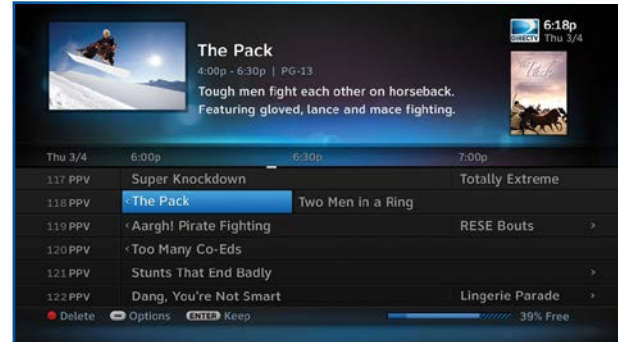 The Pack
4:00p - 6:30p | PG-13
Tough men fight each other on horseback.
Featuring gloved, lance and mace fighting.
DIRECTV
6:18p
Thu 3/4
Pack
Thu 3/4 6:00p 6:30p 7:00p
117 PPV Super Knockdown Totally Extreme
118 PPV ‹The Pack Two Men in a Ring
119 PPV ‹Aargh! Pirate Fighting RESE Bouts ›
120 PPV ‹Too Many Co-Eds
121 PPV Stunts That End Badly ›
122 PPV Dang, You're Not Smart Lingerie Parade ›
Delete Options ENTER Keep 39% Free